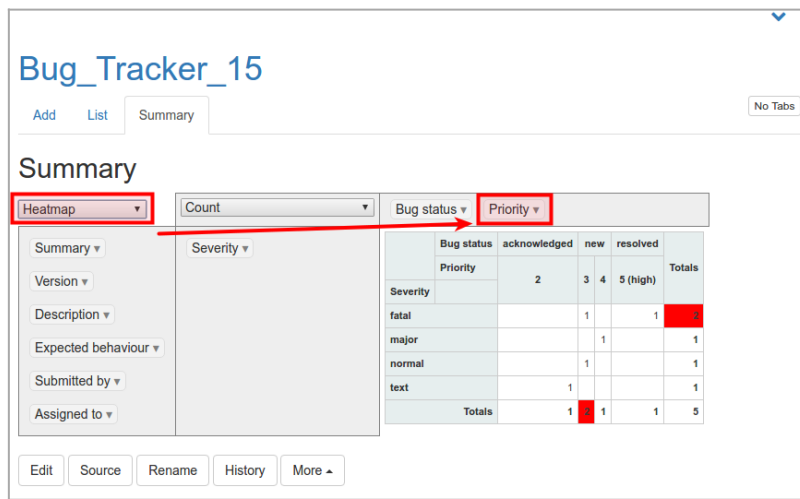 Bug_Tracker_15
Add List Summary
No Tabs
Summary
Heatmap Count Bug status Priority
Summary Severity
Version
Description
Expected behaviour
Submitted by
Assigned to
Bug status acknowledged new resolved Totals
Priority 2 3 4 5 (high)
Severity
fatal 1 1 2
major 1 1
normal 1 1
text 1 1
Totals 1 2 1 1 5
Edit Source Rename History More